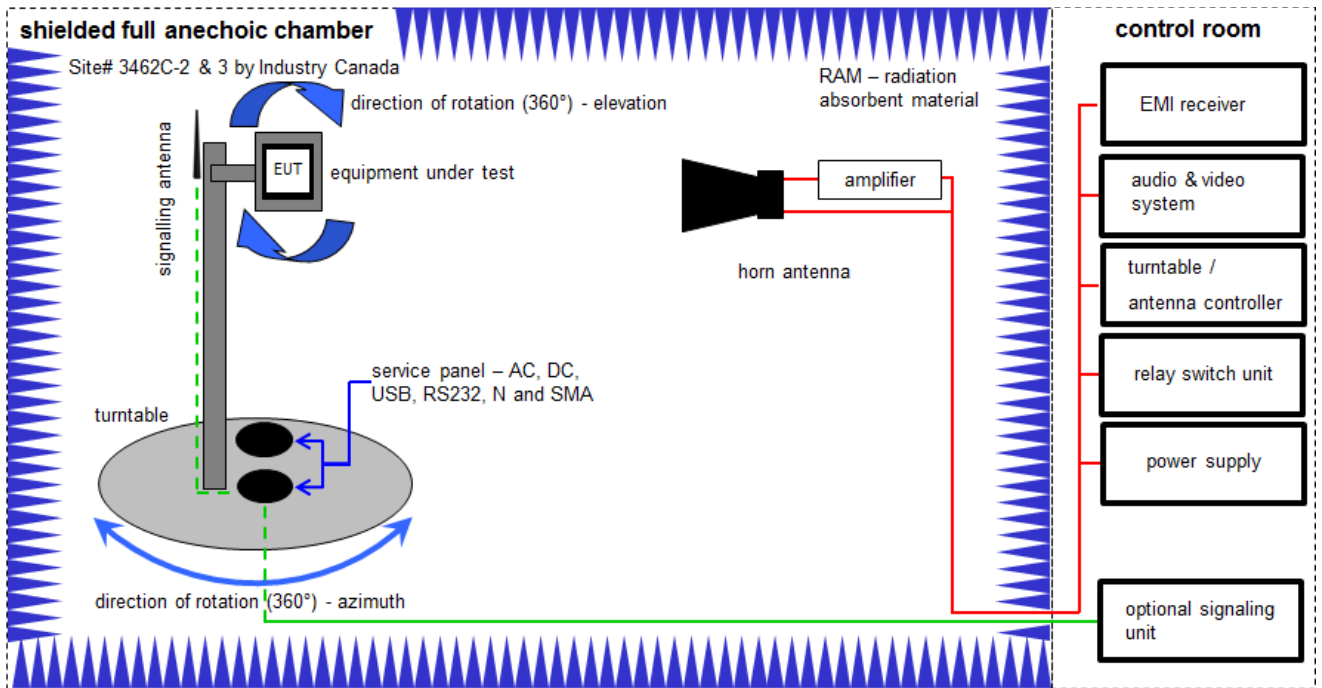 shielded full anechoic chamber
Site# 3462C-2 & 3 by Industry Canada
direction of rotation (360°) - elevation
signalling antenna
EUT
equipment under test
RAM – radiation
absorbent material
amplifier
horn antenna
service panel – AC, DC,
USB, RS232, N and SMA
turntable
direction of rotation (360°) - azimuth
control room
EMI receiver
audio & video
system
turntable /
antenna controller
relay switch unit
power supply
optional signaling
unit